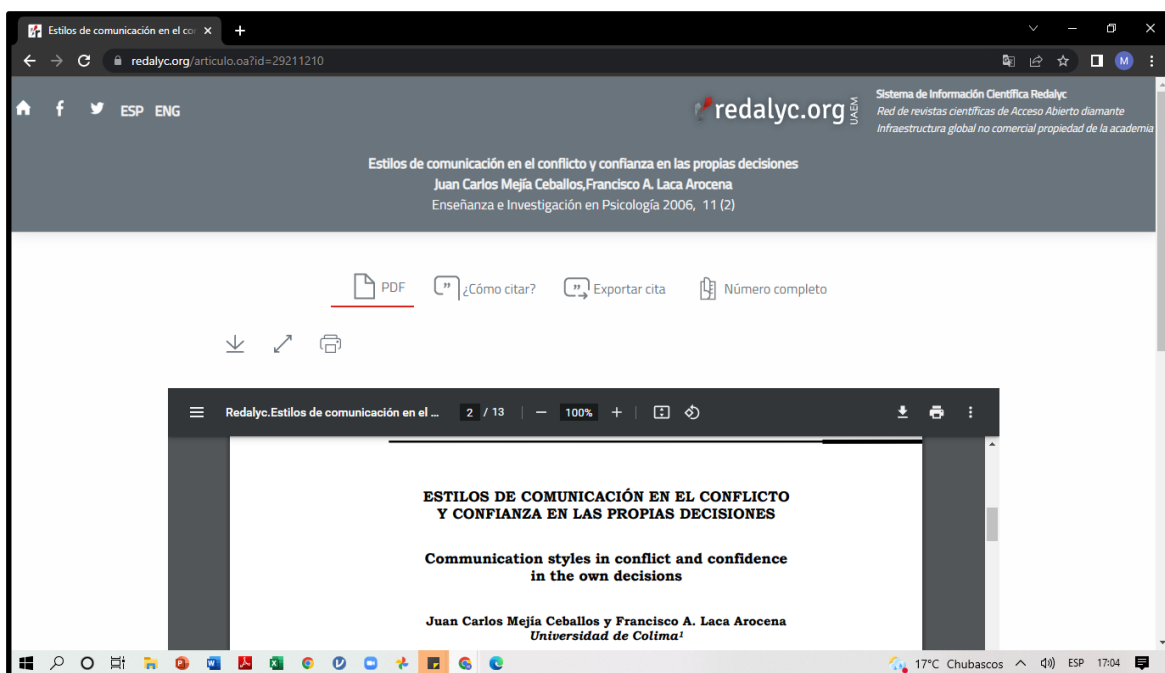 Estilos de comunicación en el co
redalyc.org/articulo.oa?id=29211210
M
ESP ENG
redalyc.org UAEM
Sistema de Información Científica Redalyc
Red de revistas científicas de Acceso Abierto diamante
Infraestructura global no comercial propiedad de la academia
Estilos de comunicación en el conflicto y confianza en las propias decisiones
Juan Carlos Mejía Ceballos,Francisco A. Laca Arocena
Enseñanza e Investigación en Psicología 2006, 11 (2)
PDF
¿Cómo citar?
Exportar cita
Número completo
Redalyc.Estilos de comunicación en el ...
2 / 13
100%
ESTILOS DE COMUNICACIÓN EN EL CONFLICTO
Y CONFIANZA EN LAS PROPIAS DECISIONES
Communication styles in conflict and confidence
in the own decisions
Juan Carlos Mejía Ceballos y Francisco A. Laca Arocena
Universidad de Colima¹
17°C Chubascos
ESP
17:04